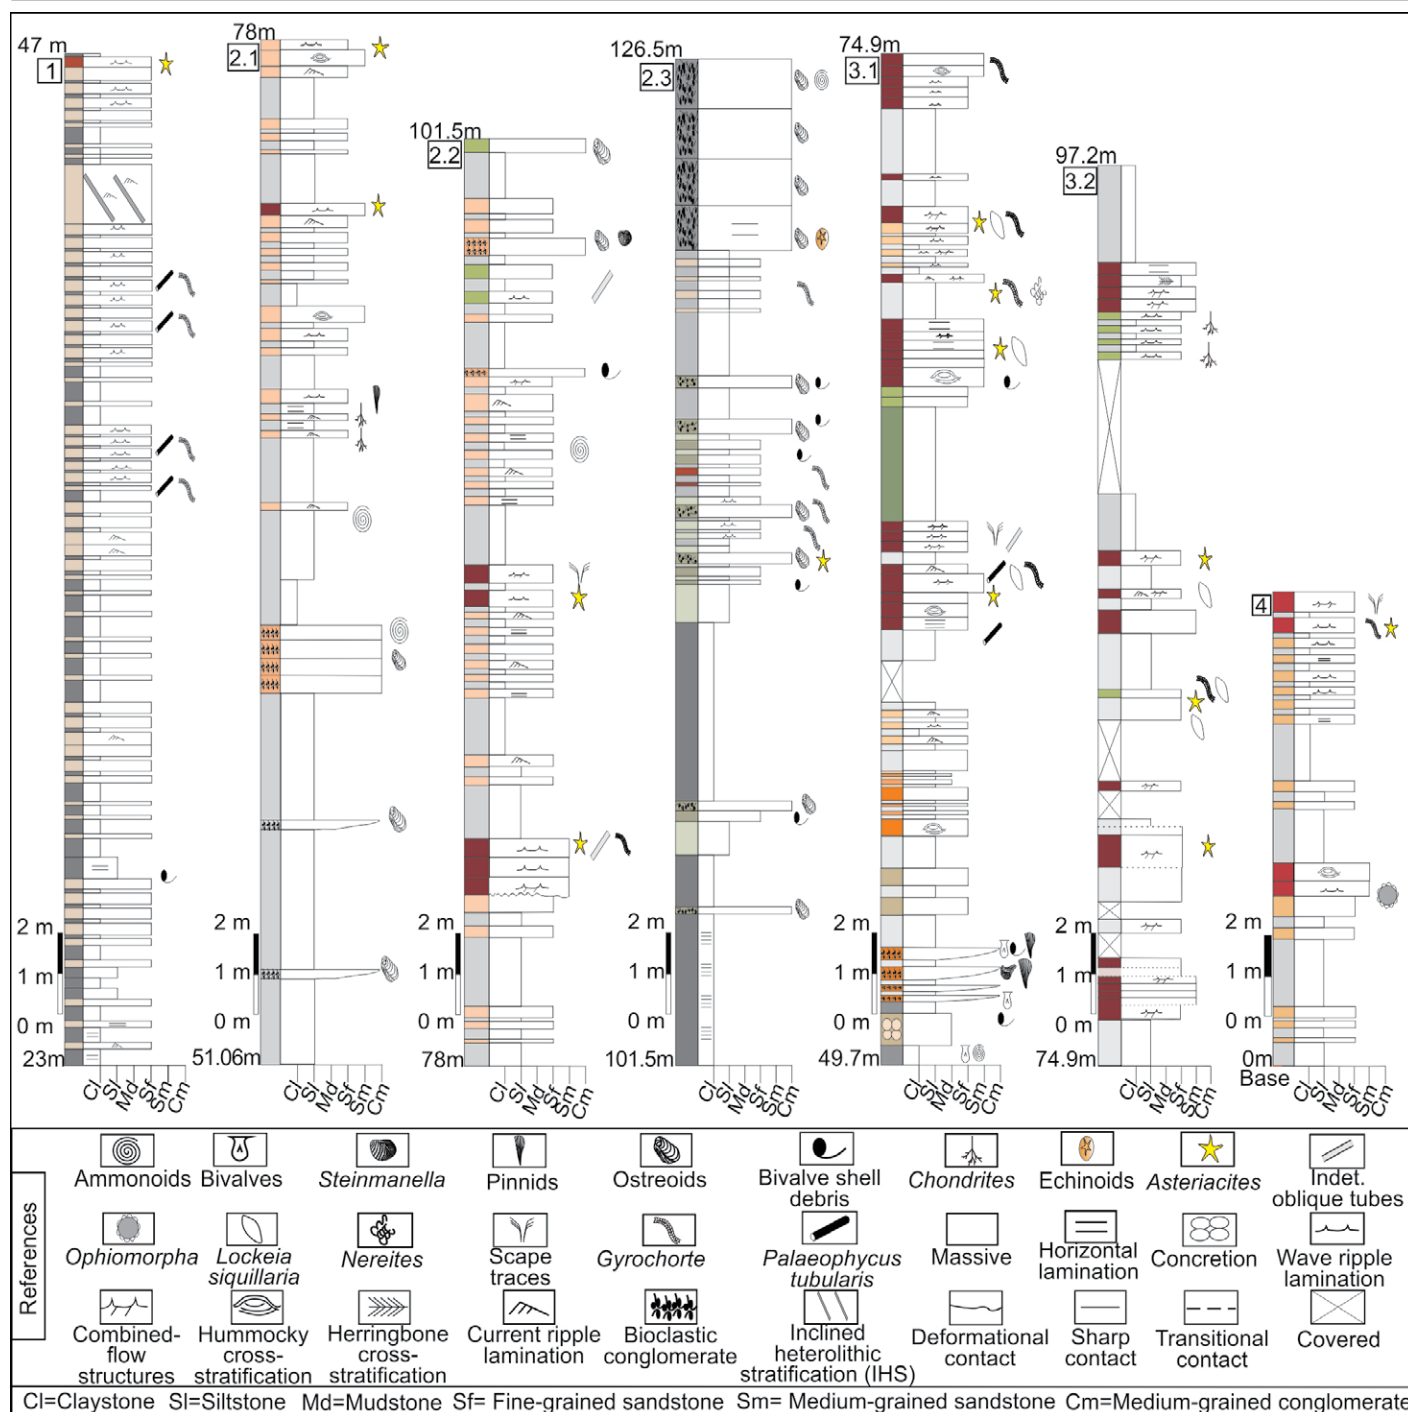 47 m
1
78m
2.1
101.5m
2.2
126.5m
2.3
74.9m
3.1
97.2m
3.2
4
2 m
1 m
0 m
23m
2 m
1 m
0 m
51.06m
2 m
1 m
0 m
78m
2 m
1 m
0 m
101.5m
2 m
1 m
0 m
49.7m
2 m
1 m
0 m
74.9m
2 m
1 m
0 m
0m
Base
Cl Sl Md Sf Sm Cm
Cl Sl Md Sf Sm Cm
Cl Sl Md Sf Sm Cm
Cl Sl Md Sf Sm Cm
Cl Sl Md Sf Sm Cm
Cl Sl Md Sf Sm Cm
Cl Sl Md Sf Sm Cm
References
Ammonoids
Bivalves
Steinmanella
Pinnids
Ostreoids
Bivalve shell
debris
Chondrites
Echinoids
Asteriacites
Indet.
oblique tubes
Ophiomorpha
Lockeia
siquillaria
Nereites
Scape
traces
Gyrochorte
Palaeophycus
tubularis
Massive
Horizontal
lamination
Concretion
Wave ripple
lamination
Combined-
flow
structures
Hummocky
cross-
stratification
Herringbone
cross-
stratification
Current ripple
lamination
Bioclastic
conglomerate
Inclined
heterolithic
stratification (IHS)
Deformational
contact
Sharp
contact
Transitional
contact
Covered
Cl=Claystone Sl=Siltstone Md=Mudstone Sf= Fine-grained sandstone Sm= Medium-grained sandstone Cm=Medium-grained conglomerate